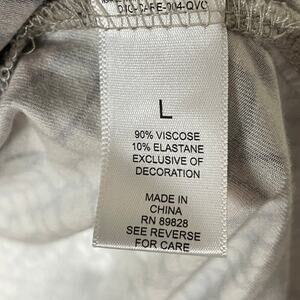 L
90% VISCOSE
10% ELASTANE
EXCLUSIVE OF
DECORATION
MADE IN
CHINA
RN 89828
SEE REVERSE
FOR CARE